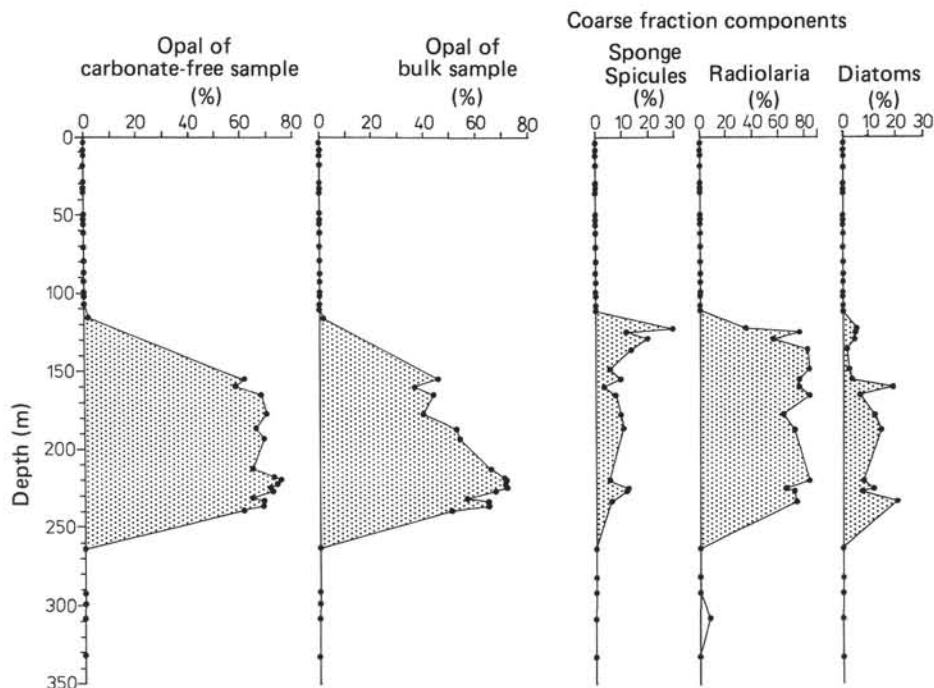 Coarse fraction components
Opal of
carbonate-free sample
(%)
Opal of
bulk sample
(%)
Sponge
Spicules
(%)
Radiolaria
(%)
Diatoms
(%)
0 20 40 60 80
0 20 40 60 80
0 10 20 30
0 40 80
0 10 20 30
Depth (m)
0
50
100
150
200
250
300
350